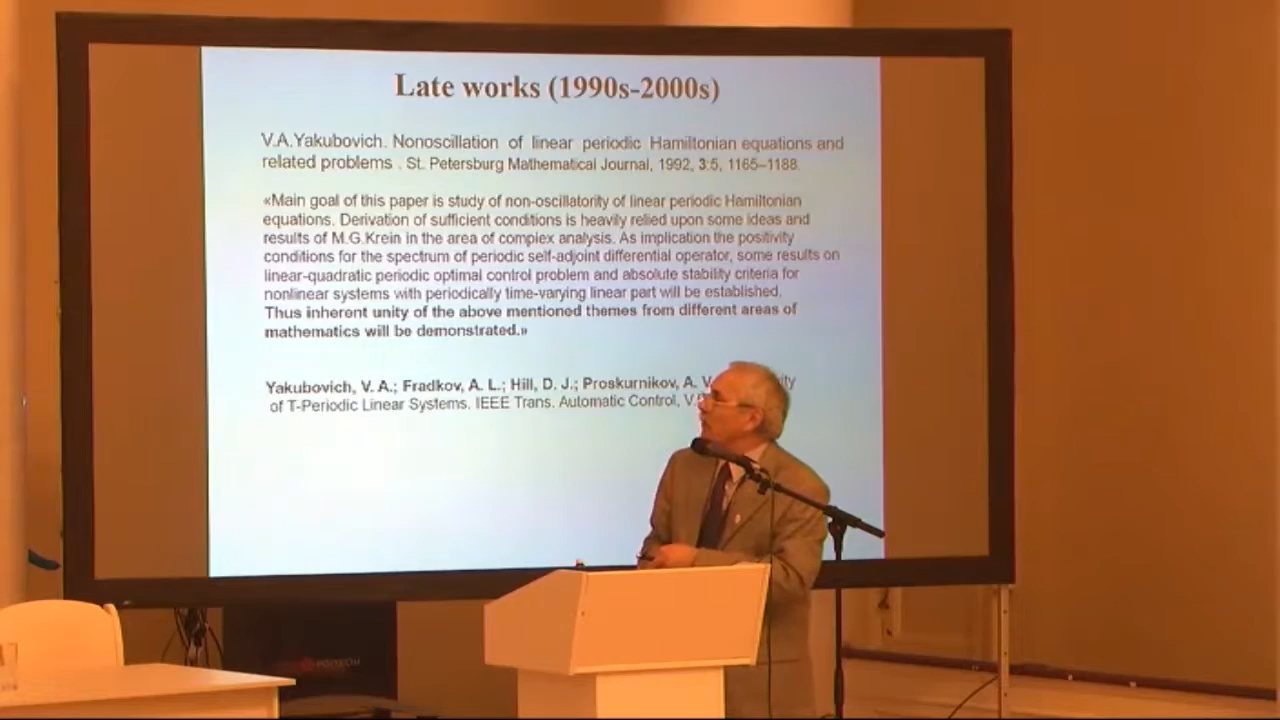 Late works (1990s-2000s)
V.A.Yakubovich. Nonoscillation of linear periodic Hamiltonian equations and
related problems . St. Petersburg Mathematical Journal, 1992, 3:5, 1165–1188.
«Main goal of this paper is study of non-oscillatority of linear periodic Hamiltonian
equations. Derivation of sufficient conditions is heavily relied upon some ideas and
results of M.G.Krein in the area of complex analysis. As implication the positivity
conditions for the spectrum of periodic self-adjoint differential operator, some results on
linear-quadratic periodic optimal control problem and absolute stability criteria for
nonlinear systems with periodically time-varying linear part will be established.
Thus inherent unity of the above mentioned themes from different areas of
mathematics will be demonstrated.»
Yakubovich, V. A.; Fradkov, A. L.; Hill, D. J.; Proskurnikov, A. V
of T-Periodic Linear Systems. IEEE Trans. Automatic Control, V.